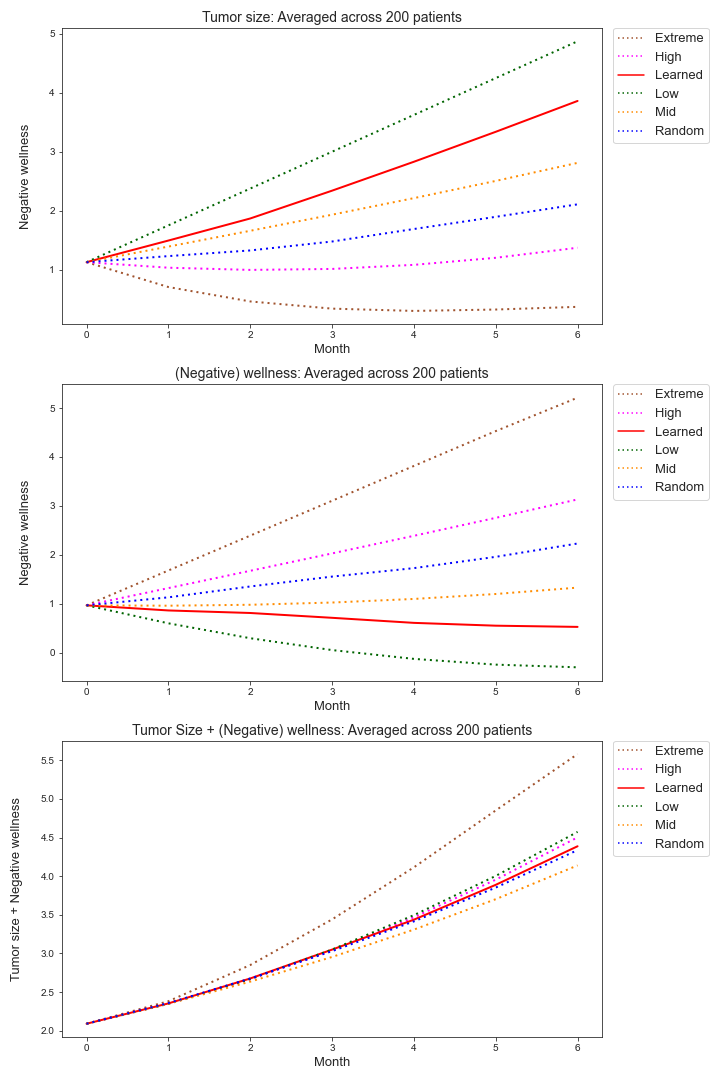 Tumor size: Averaged across 200 patients
Negative wellness
5
4
3
2
1
0 1 2 3 4 5 6
Month
Extreme
High
Learned
Low
Mid
Random
(Negative) wellness: Averaged across 200 patients
Negative wellness
5
4
3
2
1
0
0 1 2 3 4 5 6
Month
Extreme
High
Learned
Low
Mid
Random
Tumor Size + (Negative) wellness: Averaged across 200 patients
Tumor size + Negative wellness
5.5
5.0
4.5
4.0
3.5
3.0
2.5
2.0
0 1 2 3 4 5 6
Month
Extreme
High
Learned
Low
Mid
Random